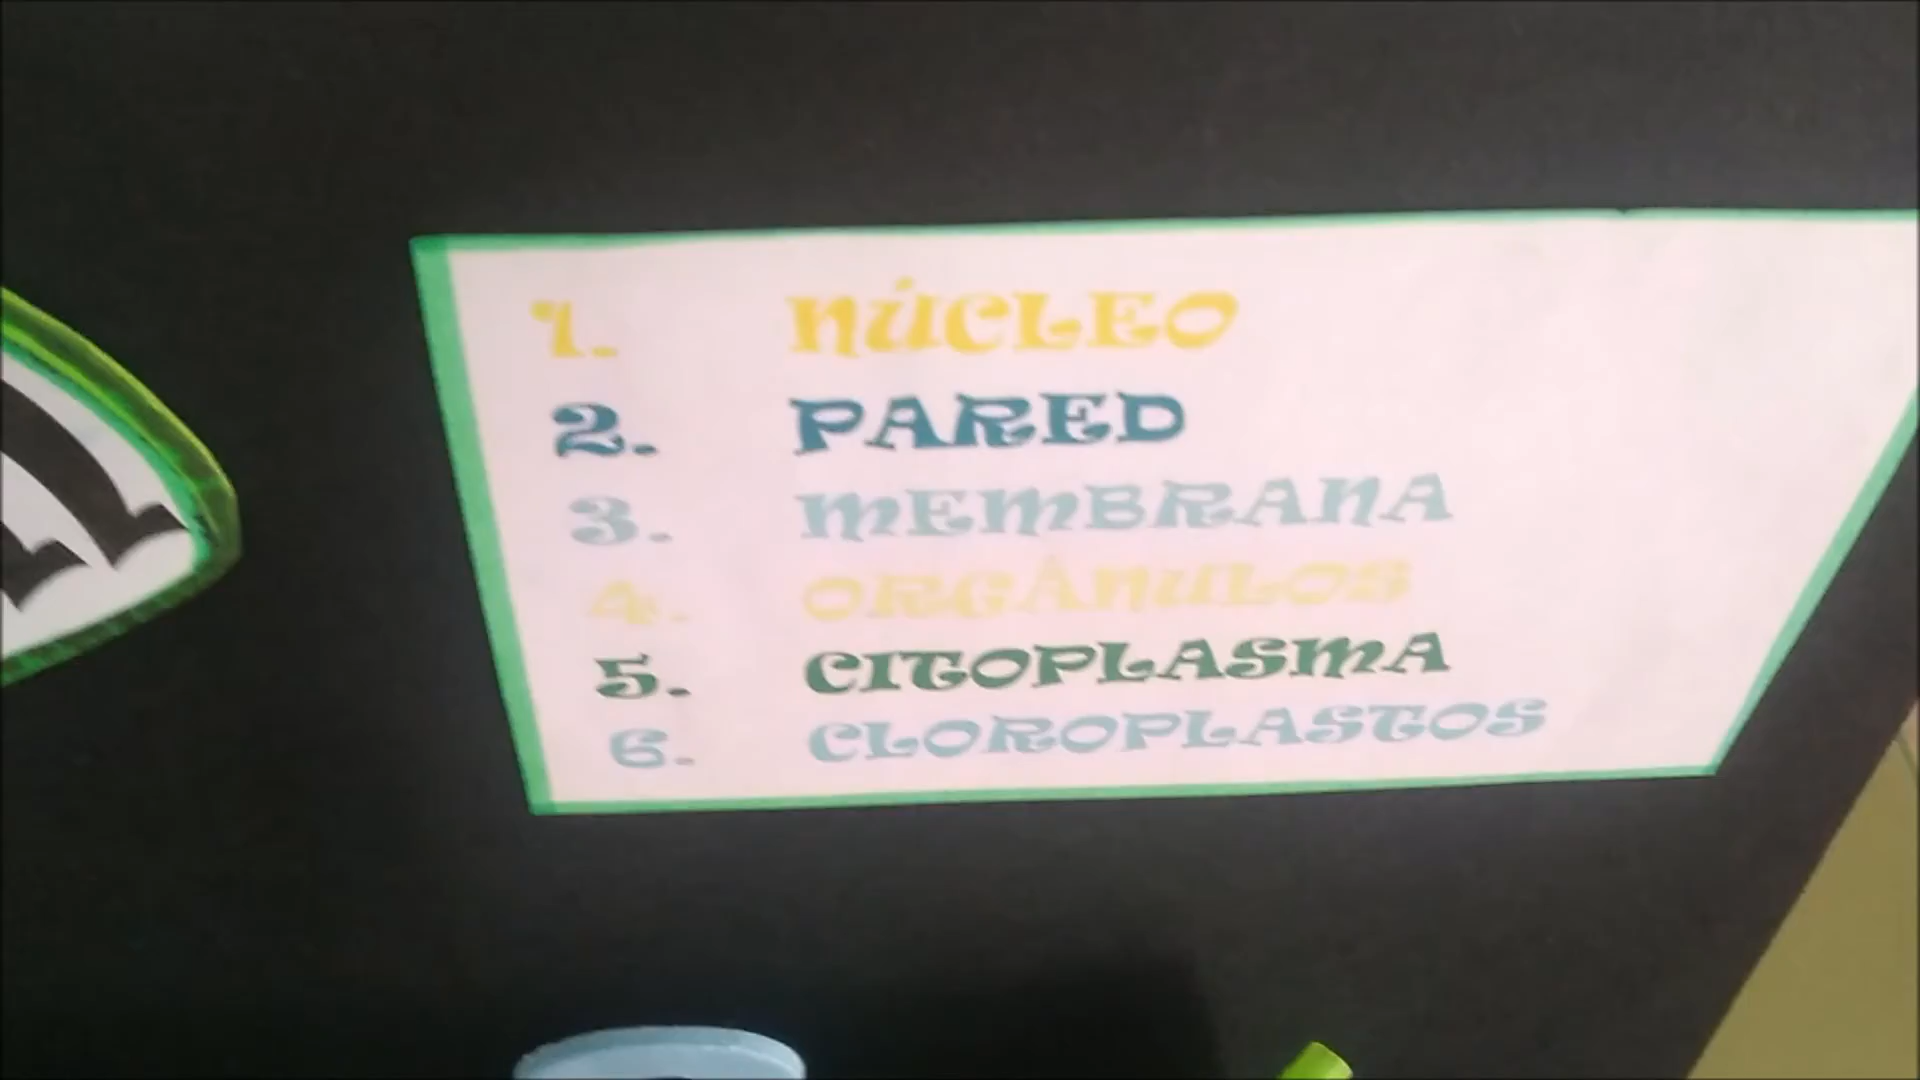 1. NÚCLEO
2. PARED
3. MEMBRANA
4. ORGÁNULOS
5. CITOPLASMA
6. CLOROPLASTOS